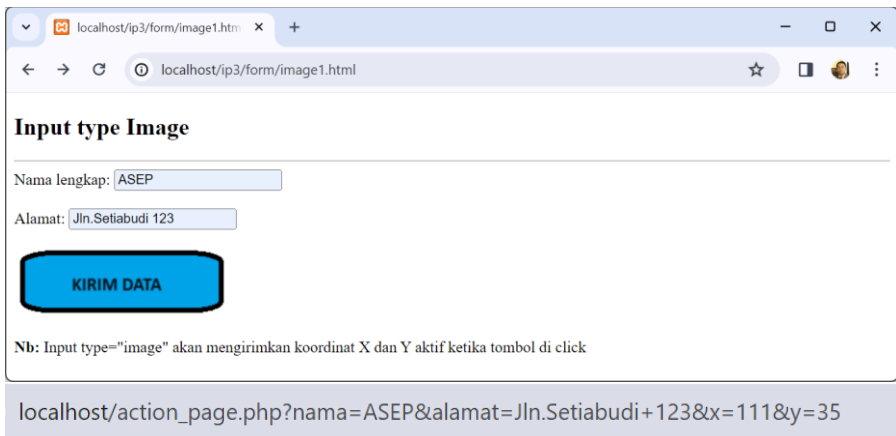 localhost/ip3/form/image1.htm
localhost/ip3/form/image1.html
Input type Image
Nama lengkap: ASEP
Alamat: Jln.Setiabudi 123
KIRIM DATA
Nb: Input type="image" akan mengirimkan koordinat X dan Y aktif ketika tombol di click
localhost/action_page.php?nama=ASEP&alamat=Jln.Setiabudi+123&x=111&y=35